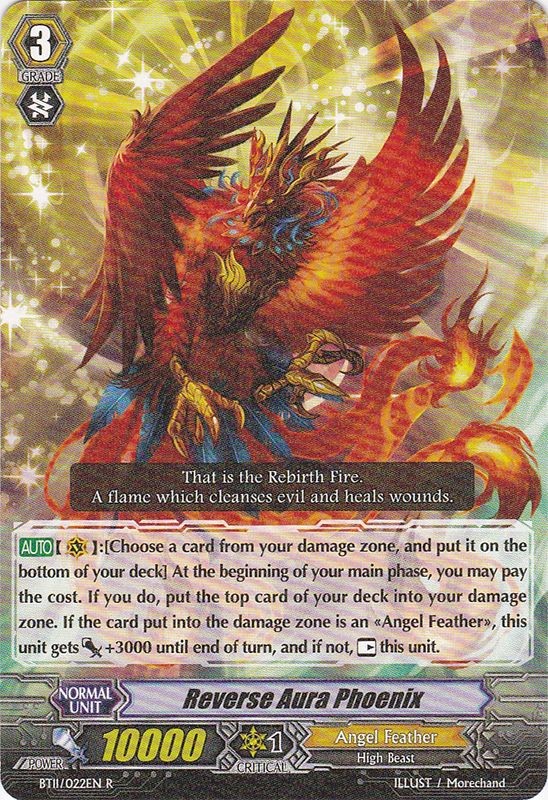 3
GRADE
That is the Rebirth Fire.
A flame which cleanses evil and heals wounds.
AUTO【 】:[Choose a card from your damage zone, and put it on the
bottom of your deck] At the beginning of your main phase, you may pay
the cost. If you do, put the top card of your deck into your damage
zone. If the card put into the damage zone is an «Angel Feather», this
unit gets +3000 until end of turn, and if not, this unit.
NORMAL
UNIT
Reverse Aura Phoenix
POWER
10000
1
CRITICAL
Angel Feather
High Beast
BT11/022EN R
ILLUST / Morechand